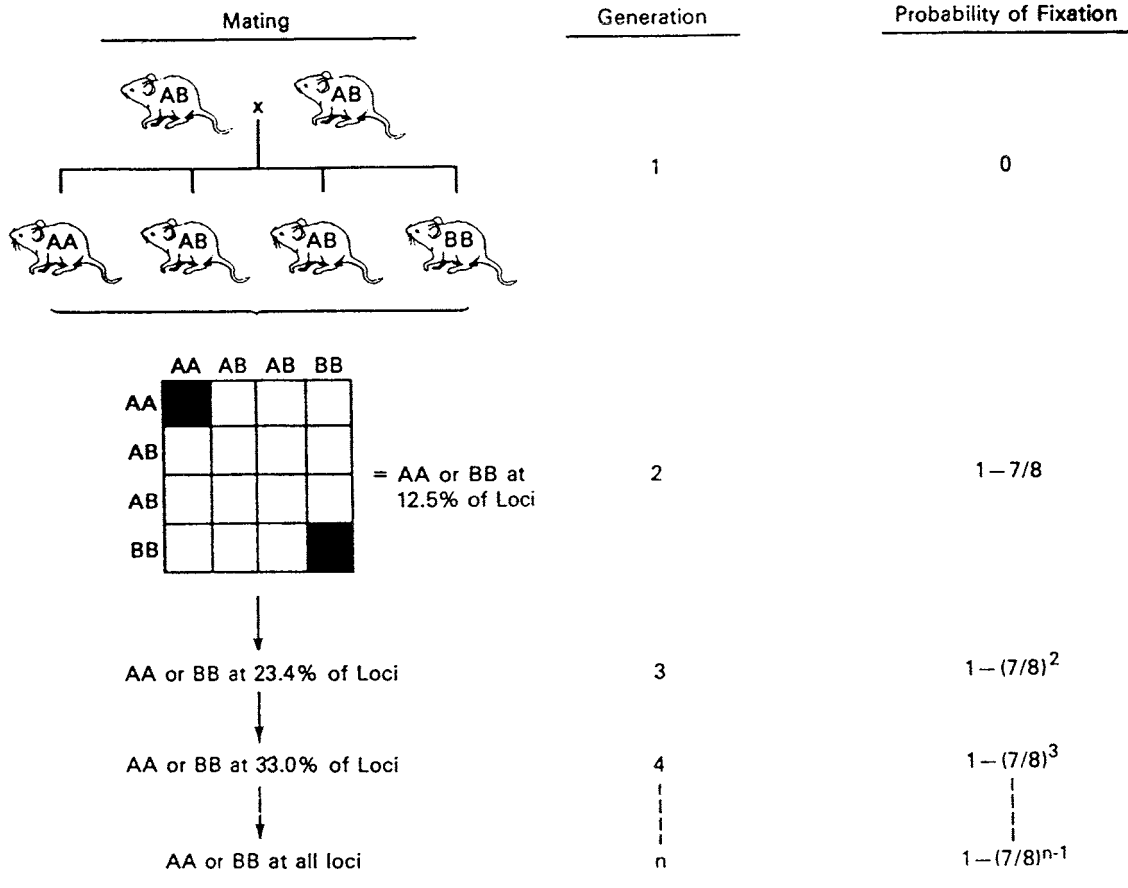 Mating Generation Probability of Fixation
AB x AB
1 0
AA AB AB BB
AA AB AB BB
AA
AB
= AA or BB at 2 1 – 7/8
AB 12.5% of Loci
BB
AA or BB at 23.4% of Loci 3 1 – (7/8)2
AA or BB at 33.0% of Loci 4 1 – (7/8)3
AA or BB at all loci n 1 – (7/8)n-1